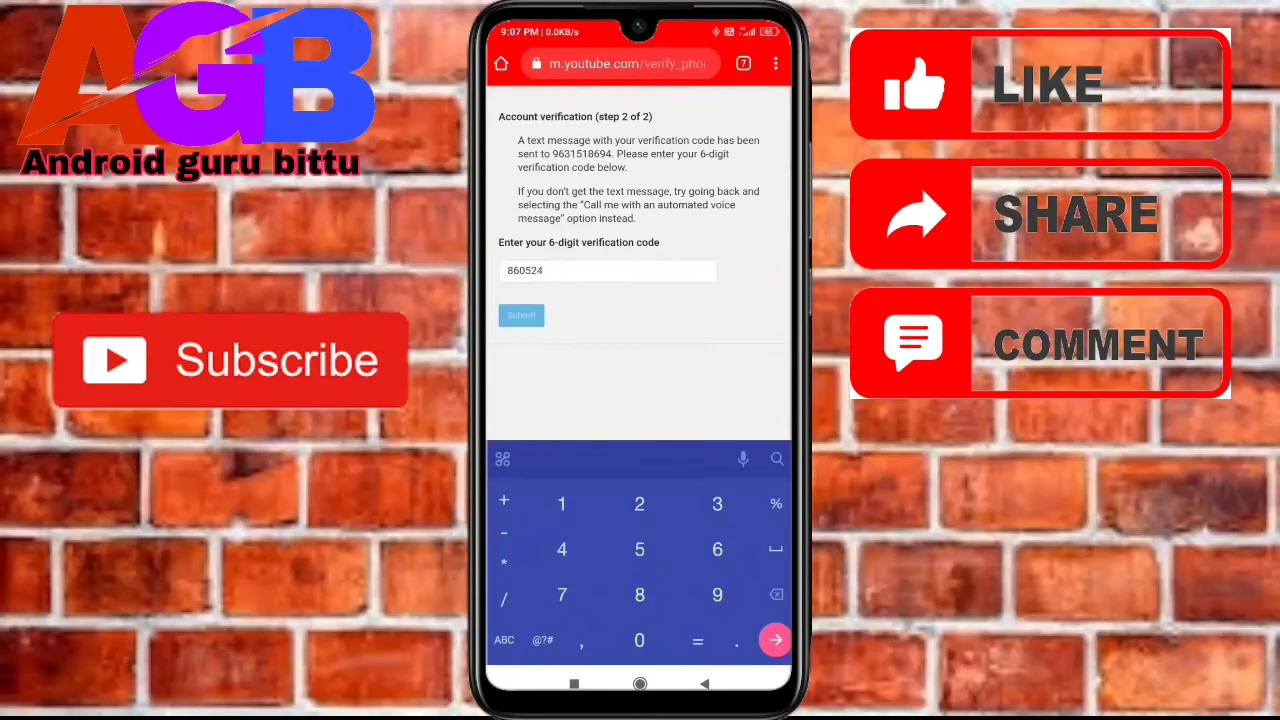 AGB
Android guru bittu
Subscribe
9:07 PM | 0.0KB/s
m.youtube.com/verify_pho
7
Account verification (step 2 of 2)
A text message with your verification code has been
sent to 9631518694. Please enter your 6-digit
verification code below.
If you don't get the text message, try going back and
selecting the “Call me with an automated voice
message” option instead.
Enter your 6-digit verification code
860524
Submit
+ 1 2 3 %
-
4 5 6
*
/ 7 8 9
ABC @?# , 0 = .
LIKE
SHARE
COMMENT